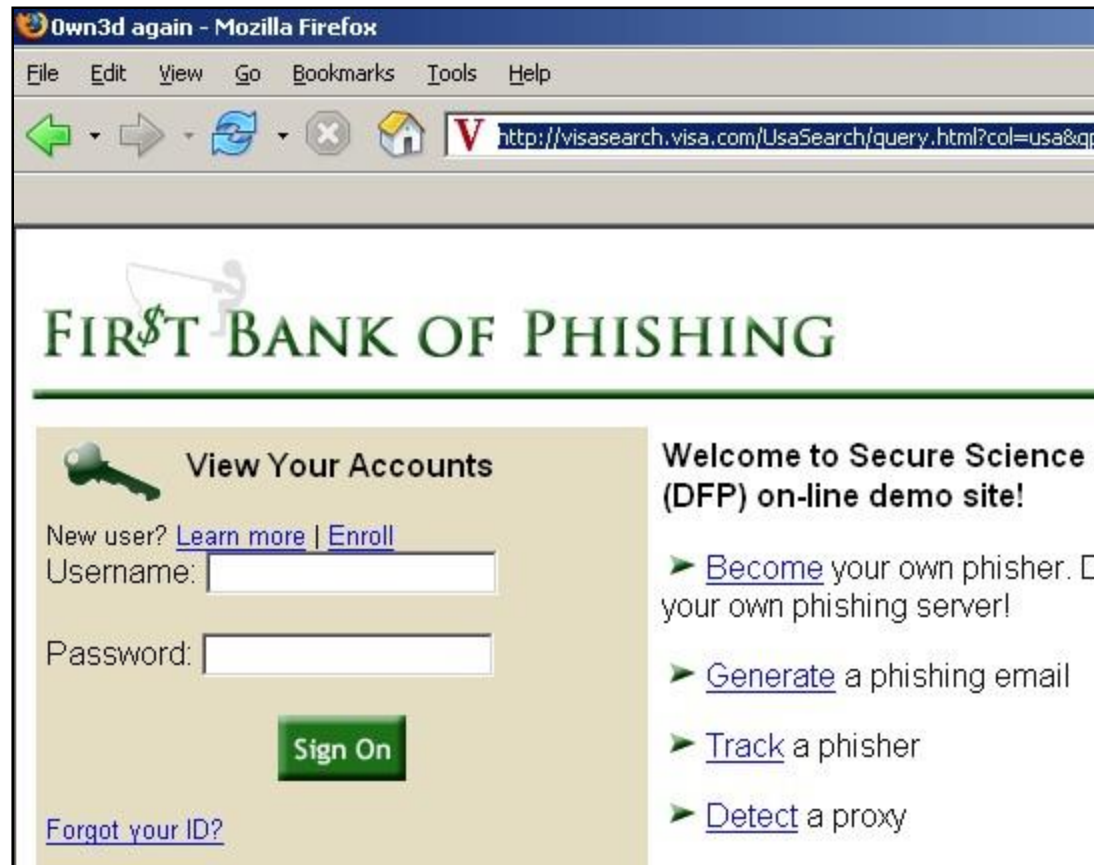 0wn3d again - Mozilla Firefox
File Edit View Go Bookmarks Tools Help
V http://visasearch.visa.com/UsaSearch/query.html?col=usa&qp
FIR$T BANK OF PHISHING
View Your Accounts
New user? Learn more | Enroll
Username:
Password:
Sign On
Forgot your ID?
Welcome to Secure Science
(DFP) on-line demo site!
Become your own phisher. D
your own phishing server!
Generate a phishing email
Track a phisher
Detect a proxy